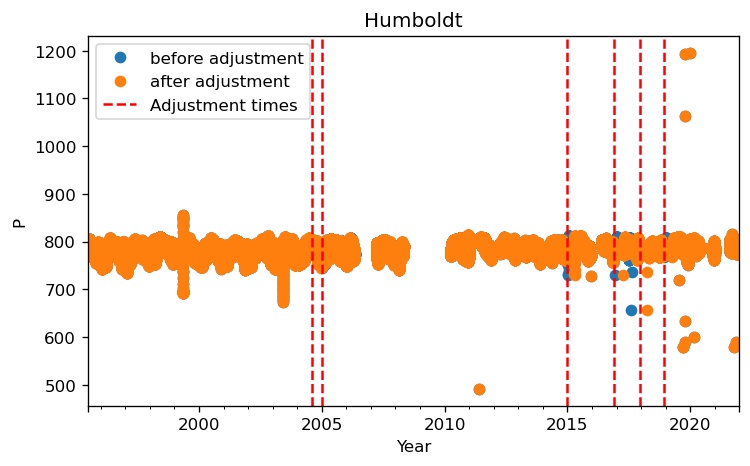 Humboldt
before adjustment
after adjustment
Adjustment times
1200
1100
1000
900
800
700
600
500
P
2000
2005
2010
2015
2020
Year